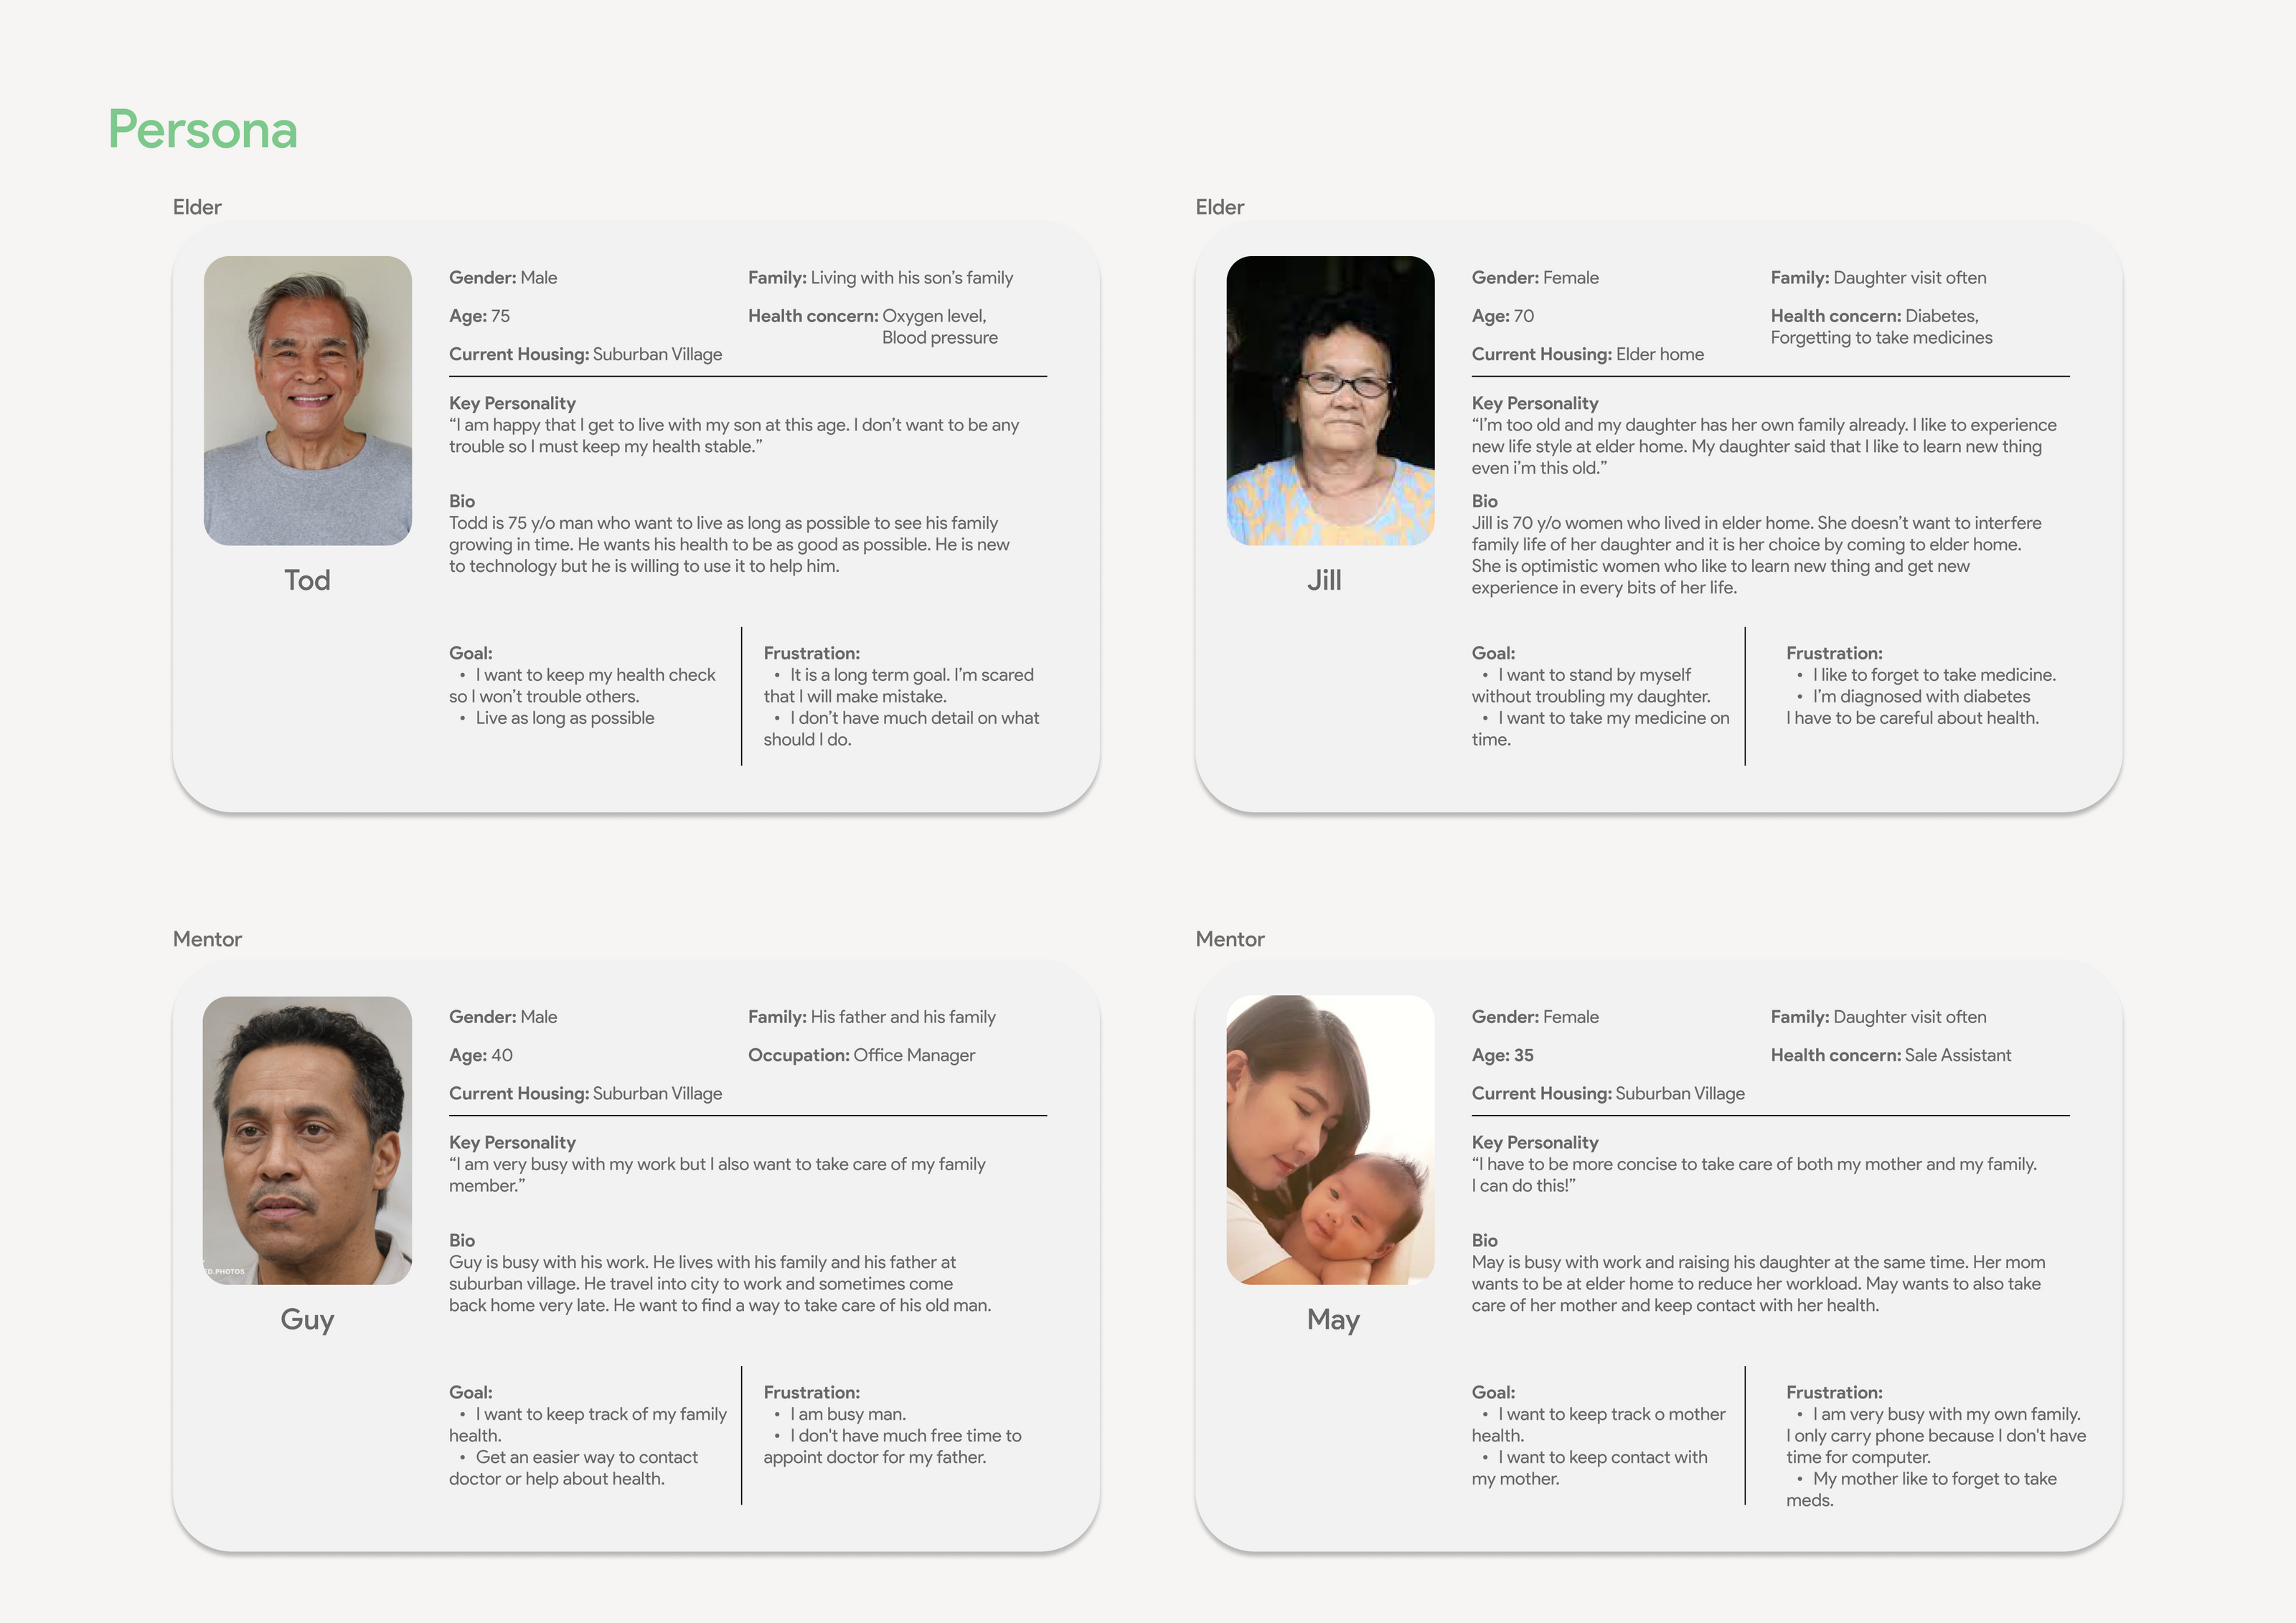 Persona
Elder
Gender: Male
Age: 75
Current Housing: Suburban Village
Family: Living with his son’s family
Health concern: Oxygen level,
Blood pressure
Key Personality
“I am happy that I get to live with my son at this age. I don’t want to be any
trouble so I must keep my health stable.”
Bio
Todd is 75 y/o man who want to live as long as possible to see his family
growing in time. He wants his health to be as good as possible. He is new
to technology but he is willing to use it to help him.
Tod
Goal:
• I want to keep my health check
so I won’t trouble others.
• Live as long as possible
Frustration:
• It is a long term goal. I’m scared
that I will make mistake.
• I don’t have much detail on what
should I do.
Elder
Gender: Female
Age: 70
Current Housing: Elder home
Family: Daughter visit often
Health concern: Diabetes,
Forgetting to take medicines
Key Personality
“I’m too old and my daughter has her own family already. I like to experience
new life style at elder home. My daughter said that I like to learn new thing
even i’m this old.”
Bio
Jill is 70 y/o women who lived in elder home. She doesn’t want to interfere
family life of her daughter and it is her choice by coming to elder home.
She is optimistic women who like to learn new thing and get new
experience in every bits of her life.
Jill
Goal:
• I want to stand by myself
without troubling my daughter.
• I want to take my medicine on
time.
Frustration:
• I like to forget to take medicine.
• I’m diagnosed with diabetes
I have to be careful about health.
Mentor
Gender: Male
Age: 40
Current Housing: Suburban Village
Family: His father and his family
Occupation: Office Manager
Key Personality
“I am very busy with my work but I also want to take care of my family
member.”
Bio
Guy is busy with his work. He lives with his family and his father at
suburban village. He travel into city to work and sometimes come
back home very late. He want to find a way to take care of his old man.
D.PHOTOS
Guy
Goal:
• I want to keep track of my family
health.
• Get an easier way to contact
doctor or help about health.
Frustration:
• I am busy man.
• I don't have much free time to
appoint doctor for my father.
Mentor
Gender: Female
Age: 35
Current Housing: Suburban Village
Family: Daughter visit often
Health concern: Sale Assistant
Key Personality
“I have to be more concise to take care of both my mother and my family.
I can do this!”
Bio
May is busy with work and raising his daughter at the same time. Her mom
wants to be at elder home to reduce her workload. May wants to also take
care of her mother and keep contact with her health.
May
Goal:
• I want to keep track o mother
health.
• I want to keep contact with
my mother.
Frustration:
• I am very busy with my own family.
I only carry phone because I don't have
time for computer.
• My mother like to forget to take
meds.